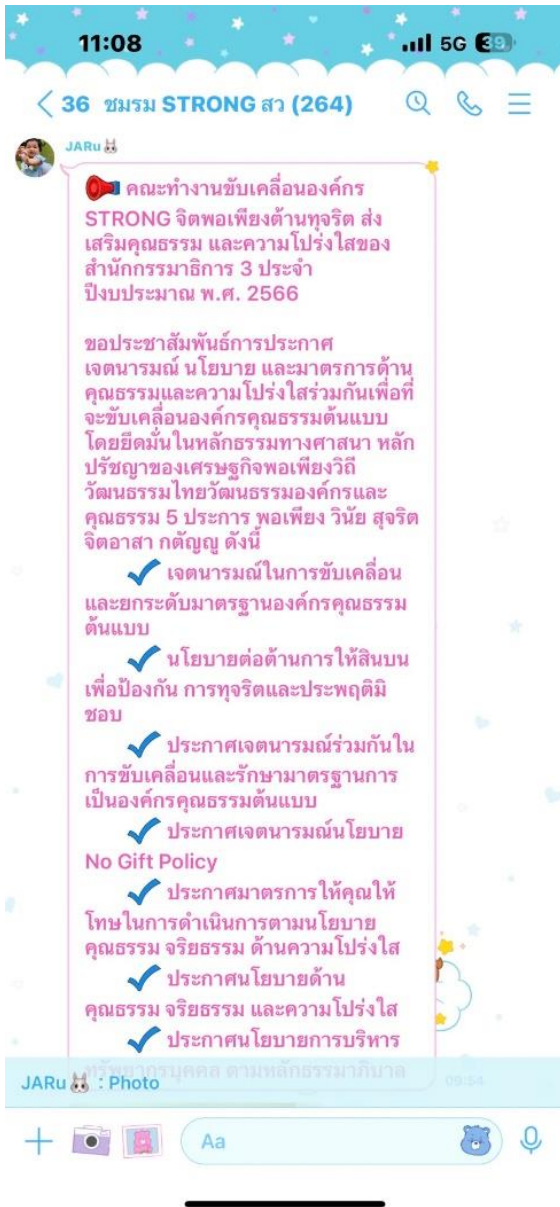 11:08
5G 39
36 ชมรม STRONG สว (264)
JARu
คณะทำงานขับเคลื่อนองค์กร
STRONG จิตพอเพียงต้านทุจริต ส่ง
เสริมคุณธรรม และความโปร่งใสของ
สำนักกรรมาธิการ 3 ประจำ
ปีงบประมาณ พ.ศ. 2566
ขอประชาสัมพันธ์การประกาศ
เจตนารมณ์ นโยบาย และมาตรการด้าน
คุณธรรมและความโปร่งใสร่วมกันเพื่อที่
จะขับเคลื่อนองค์กรคุณธรรมต้นแบบ
โดยยึดมั่นในหลักธรรมทางศาสนา หลัก
ปรัชญาของเศรษฐกิจพอเพียงวิถี
วัฒนธรรมไทยวัฒนธรรมองค์กรและ
คุณธรรม 5 ประการ พอเพียง วินัย สุจริต
จิตอาสา กตัญญู ดังนี้
เจตนารมณ์ในการขับเคลื่อน
และยกระดับมาตรฐานองค์กรคุณธรรม
ต้นแบบ
นโยบายต่อต้านการให้สินบน
เพื่อป้องกัน การทุจริตและประพฤติมิ
ชอบ
ประกาศเจตนารมณ์ร่วมกันใน
การขับเคลื่อนและรักษามาตรฐานการ
เป็นองค์กรคุณธรรมต้นแบบ
ประกาศเจตนารมณ์นโยบาย
No Gift Policy
ประกาศมาตรการให้คุณให้
โทษในการดำเนินการตามนโยบาย
คุณธรรม จริยธรรม ด้านความโปร่งใส
ประกาศนโยบายด้าน
คุณธรรม จริยธรรม และความโปร่งใส
ประกาศนโยบายการบริหาร
ทรัพยากรบุคคล ตามหลักธรรมาภิบาล
09:54
JARu : Photo
Aa